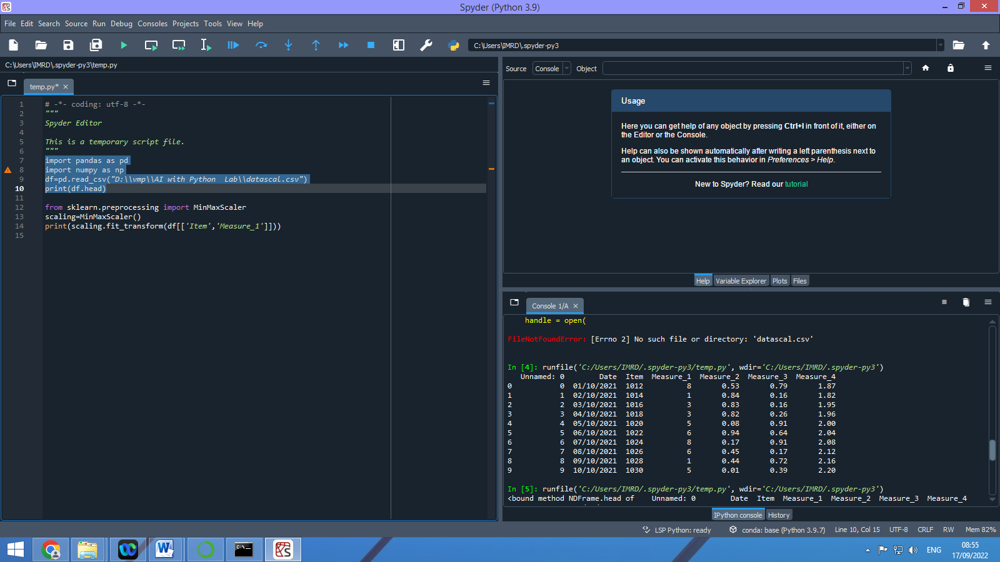 Spyder (Python 3.9)
File Edit Search Source Run Debug Consoles Projects Tools View Help
C:\Users\IMRD\.spyder-py3
C:\Users\IMRD\.spyder-py3\temp.py
temp.py*
1 # -*- coding: utf-8 -*-
2 """
3 Spyder Editor
4
5 This is a temporary script file.
6 """
7 import pandas as pd
8 import numpy as np
9 df=pd.read_csv("D:\\vmp\\AI with Python  Lab\\datascal.csv")
10 print(df.head)
11
12 from sklearn.preprocessing import MinMaxScaler
13 scaling=MinMaxScaler()
14 print(scaling.fit_transform(df[['Item','Measure_1']]))
15
Source Console Object
Usage
Here you can get help of any object by pressing Ctrl+I in front of it, either on
the Editor or the Console.
Help can also be shown automatically after writing a left parenthesis next to
an object. You can activate this behavior in Preferences > Help.
New to Spyder? Read our tutorial
Help Variable Explorer Plots Files
Console 1/A
handle = open(
FileNotFoundError: [Errno 2] No such file or directory: 'datascal.csv'
In [4]: runfile('C:/Users/IMRD/.spyder-py3/temp.py', wdir='C:/Users/IMRD/.spyder-py3')
Unnamed: 0 Date Item Measure_1 Measure_2 Measure_3 Measure_4
0 0 01/10/2021 1012 8 0.53 0.79 1.87
1 1 02/10/2021 1014 1 0.84 0.16 1.82
2 2 03/10/2021 1016 3 0.83 0.16 1.95
3 3 04/10/2021 1018 3 0.82 0.26 1.96
4 4 05/10/2021 1020 5 0.08 0.91 2.00
5 5 06/10/2021 1022 6 0.94 0.64 2.04
6 6 07/10/2021 1024 8 0.17 0.91 2.08
7 7 08/10/2021 1026 6 0.45 0.17 2.12
8 8 09/10/2021 1028 1 0.44 0.72 2.16
9 9 10/10/2021 1030 5 0.01 0.39 2.20
In [5]: runfile('C:/Users/IMRD/.spyder-py3/temp.py', wdir='C:/Users/IMRD/.spyder-py3')
<bound method NDFrame.head of Unnamed: 0 Date Item Measure_1 Measure_2 Measure_3 Measure_4
IPython console History
LSP Python: ready conda: base (Python 3.9.7) Line 10, Col 15 UTF-8 CRLF RW Mem 82%
ENG
08:55
17/09/2022